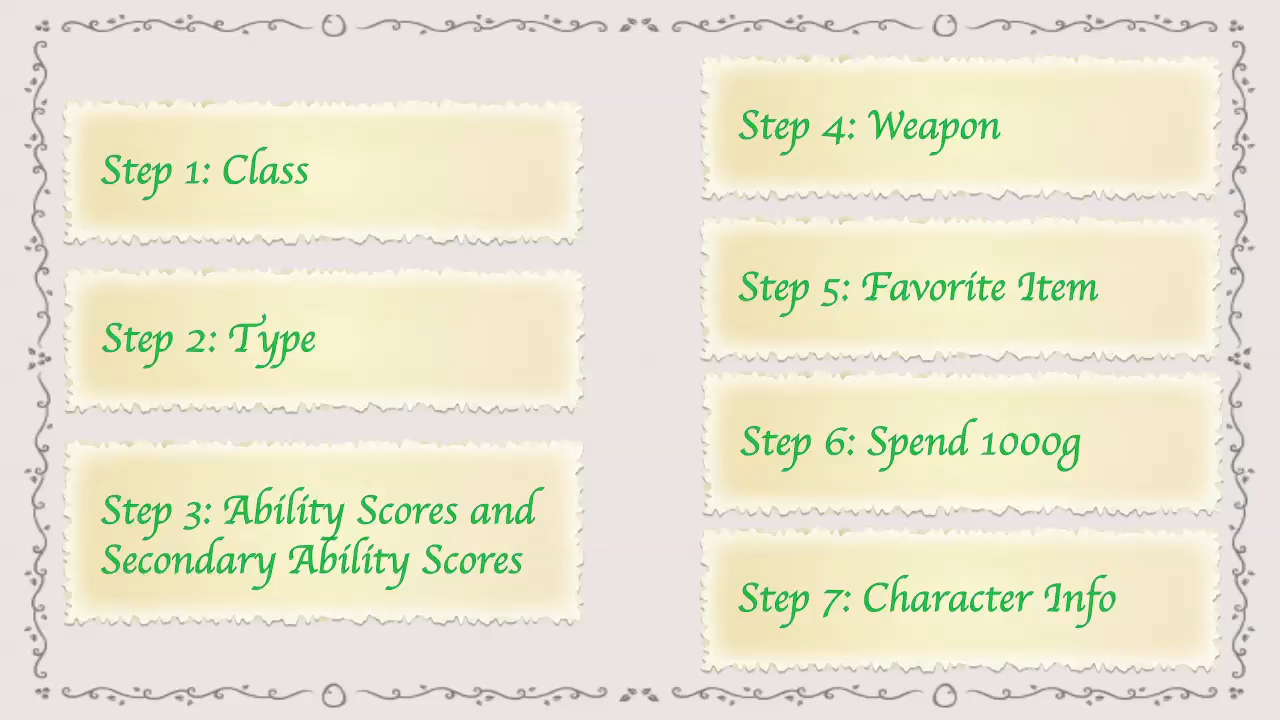 Step 1: Class
Step 2: Type
Step 3: Ability Scores and
Secondary Ability Scores
Step 4: Weapon
Step 5: Favorite Item
Step 6: Spend 1000g
Step 7: Character Info